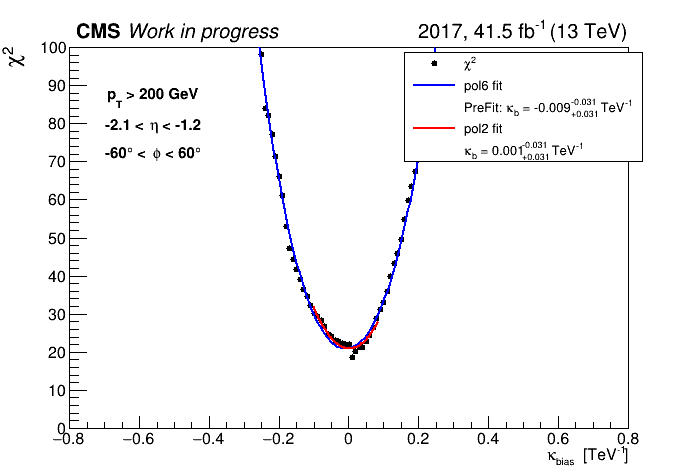 CMS Work in progress 2017, 41.5 fb⁻¹ (13 TeV)
χ²
100
90
80
70
60
50
40
30
20
10
0
p_T > 200 GeV
-2.1 < η < -1.2
-60° < ϕ < 60°
χ²
pol6 fit
PreFit: κ_b = -0.009 -0.031 +0.031 TeV⁻¹
pol2 fit
κ_b = 0.001 -0.031 +0.031 TeV⁻¹
−0.8 −0.6 −0.4 −0.2 0 0.2 0.4 0.6 0.8
κ_bias [TeV⁻¹]